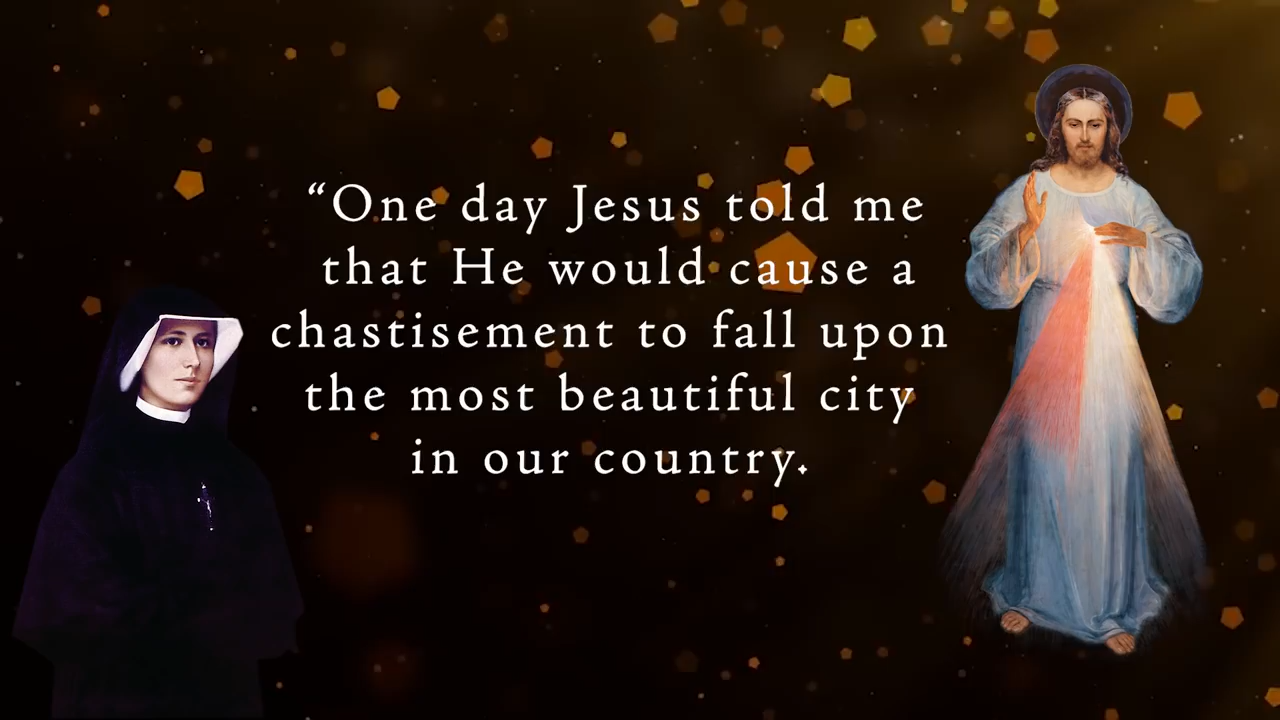 “One day Jesus told me
that He would cause a
chastisement to fall upon
the most beautiful city
in our country.